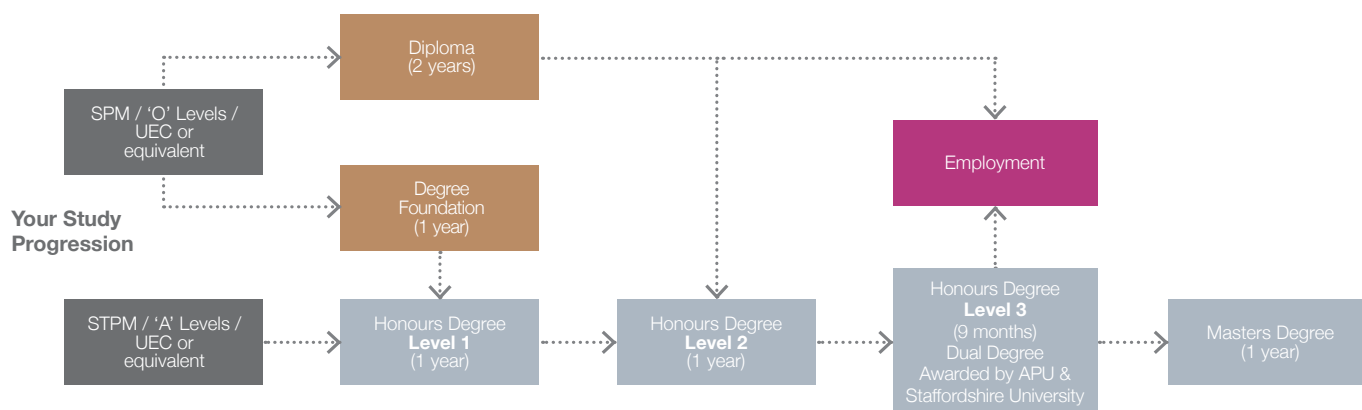 Diploma
(2 years)
SPM / ‘O’ Levels /
UEC or
equivalent
Employment
Degree
Foundation
(1 year)
Your Study
Progression
STPM / ‘A’ Levels /
UEC or
equivalent
Honours Degree
Level 1
(1 year)
Honours Degree
Level 2
(1 year)
Honours Degree
Level 3
(9 months)
Dual Degree
Awarded by APU &
Staffordshire University
Masters Degree
(1 year)